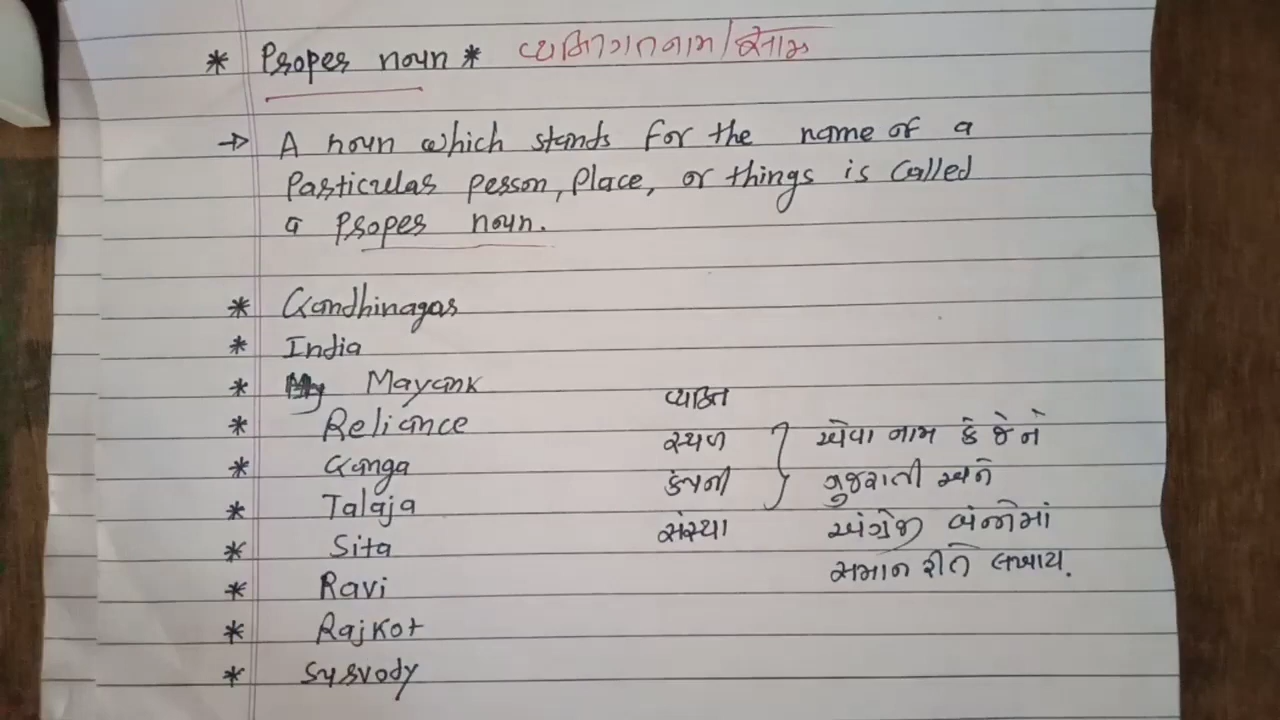 * Proper noun * વ્યક્તિગતનામ/
→ A noun which stands for the name of a
Particular person, Place, or things is Called
a Proper noun.
* Gandhinagar
* India
* Mayank
* Reliance
* Ganga
* Talaja
* Sita
* Ravi
* Rajkot
*
વ્યક્તિ
સ્થળ
કંપની
સંસ્થા
એવા નામ કે જેને
ગુજરાતી અને
અંગ્રેજી બંનેમાં
સમાન રીતે લખાય.